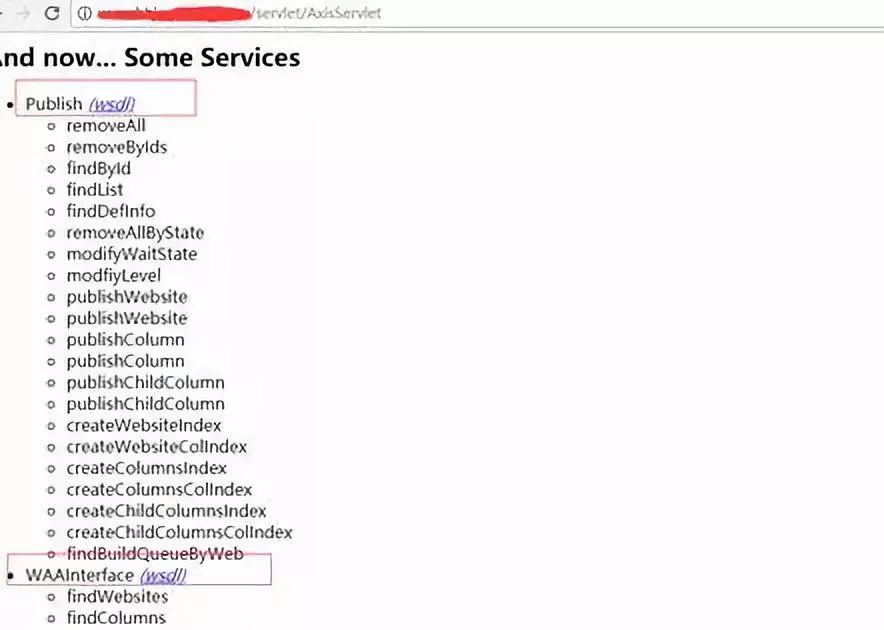 /servlet/AxisServlet
And now... Some Services
Publish (wsdl)
removeAll
removeByIds
findById
findList
findDefInfo
removeAllByState
modifyWaitState
modfiyLevel
publishWebsite
publishWebsite
publishColumn
publishColumn
publishChildColumn
publishChildColumn
createWebsiteIndex
createWebsiteColIndex
createColumnsIndex
createColumnsColIndex
createChildColumnsIndex
createChildColumnsColIndex
findBuildQueueByWeb
WAAInterface (wsdl)
findWebsites
findColumns